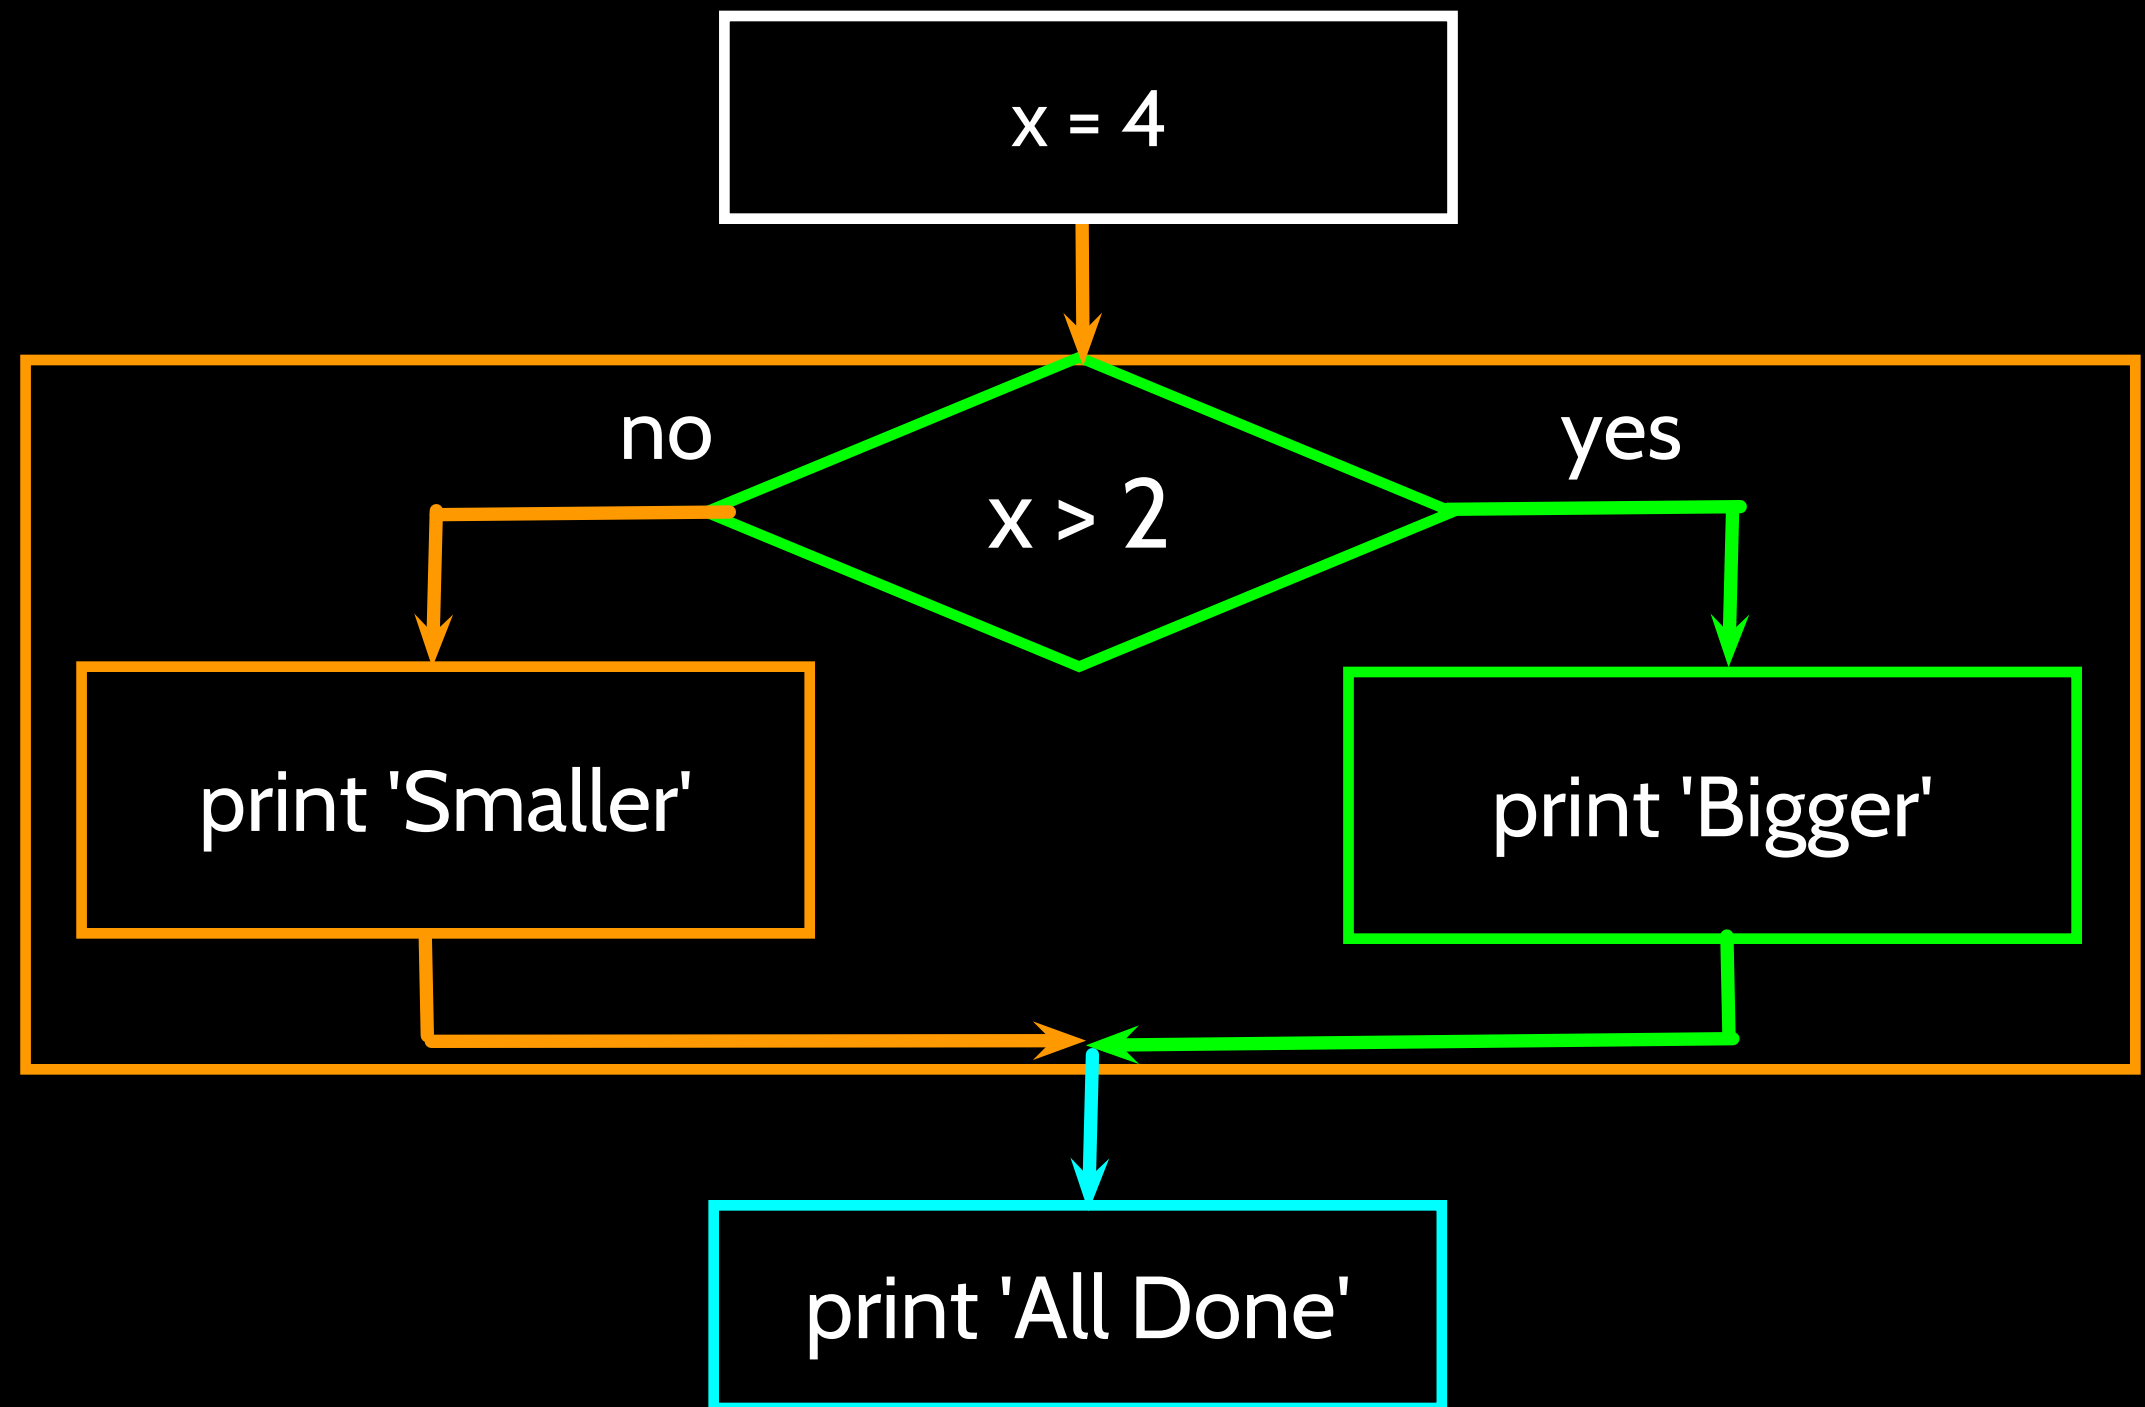 x = 4
no
yes
x > 2
print 'Smaller'
print 'Bigger'
print 'All Done'